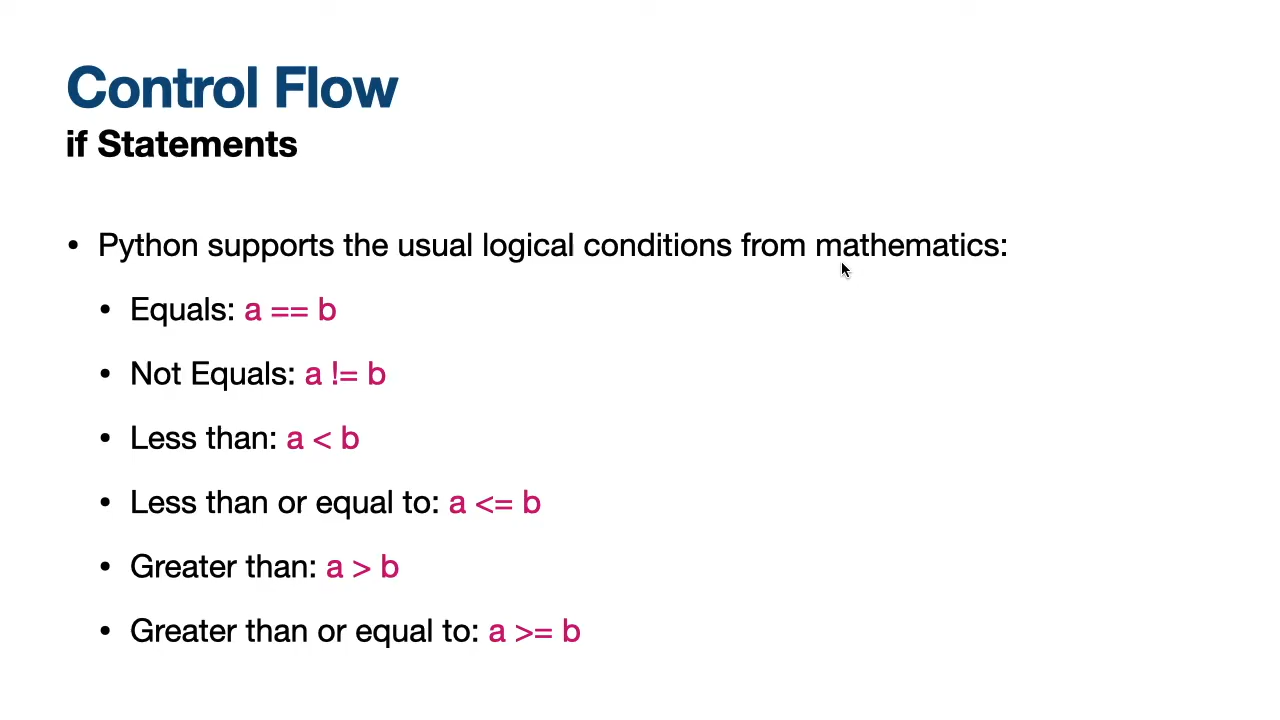 Control Flow
if Statements
• Python supports the usual logical conditions from mathematics:
• Equals: a == b
• Not Equals: a != b
• Less than: a < b
• Less than or equal to: a <= b
• Greater than: a > b
• Greater than or equal to: a >= b